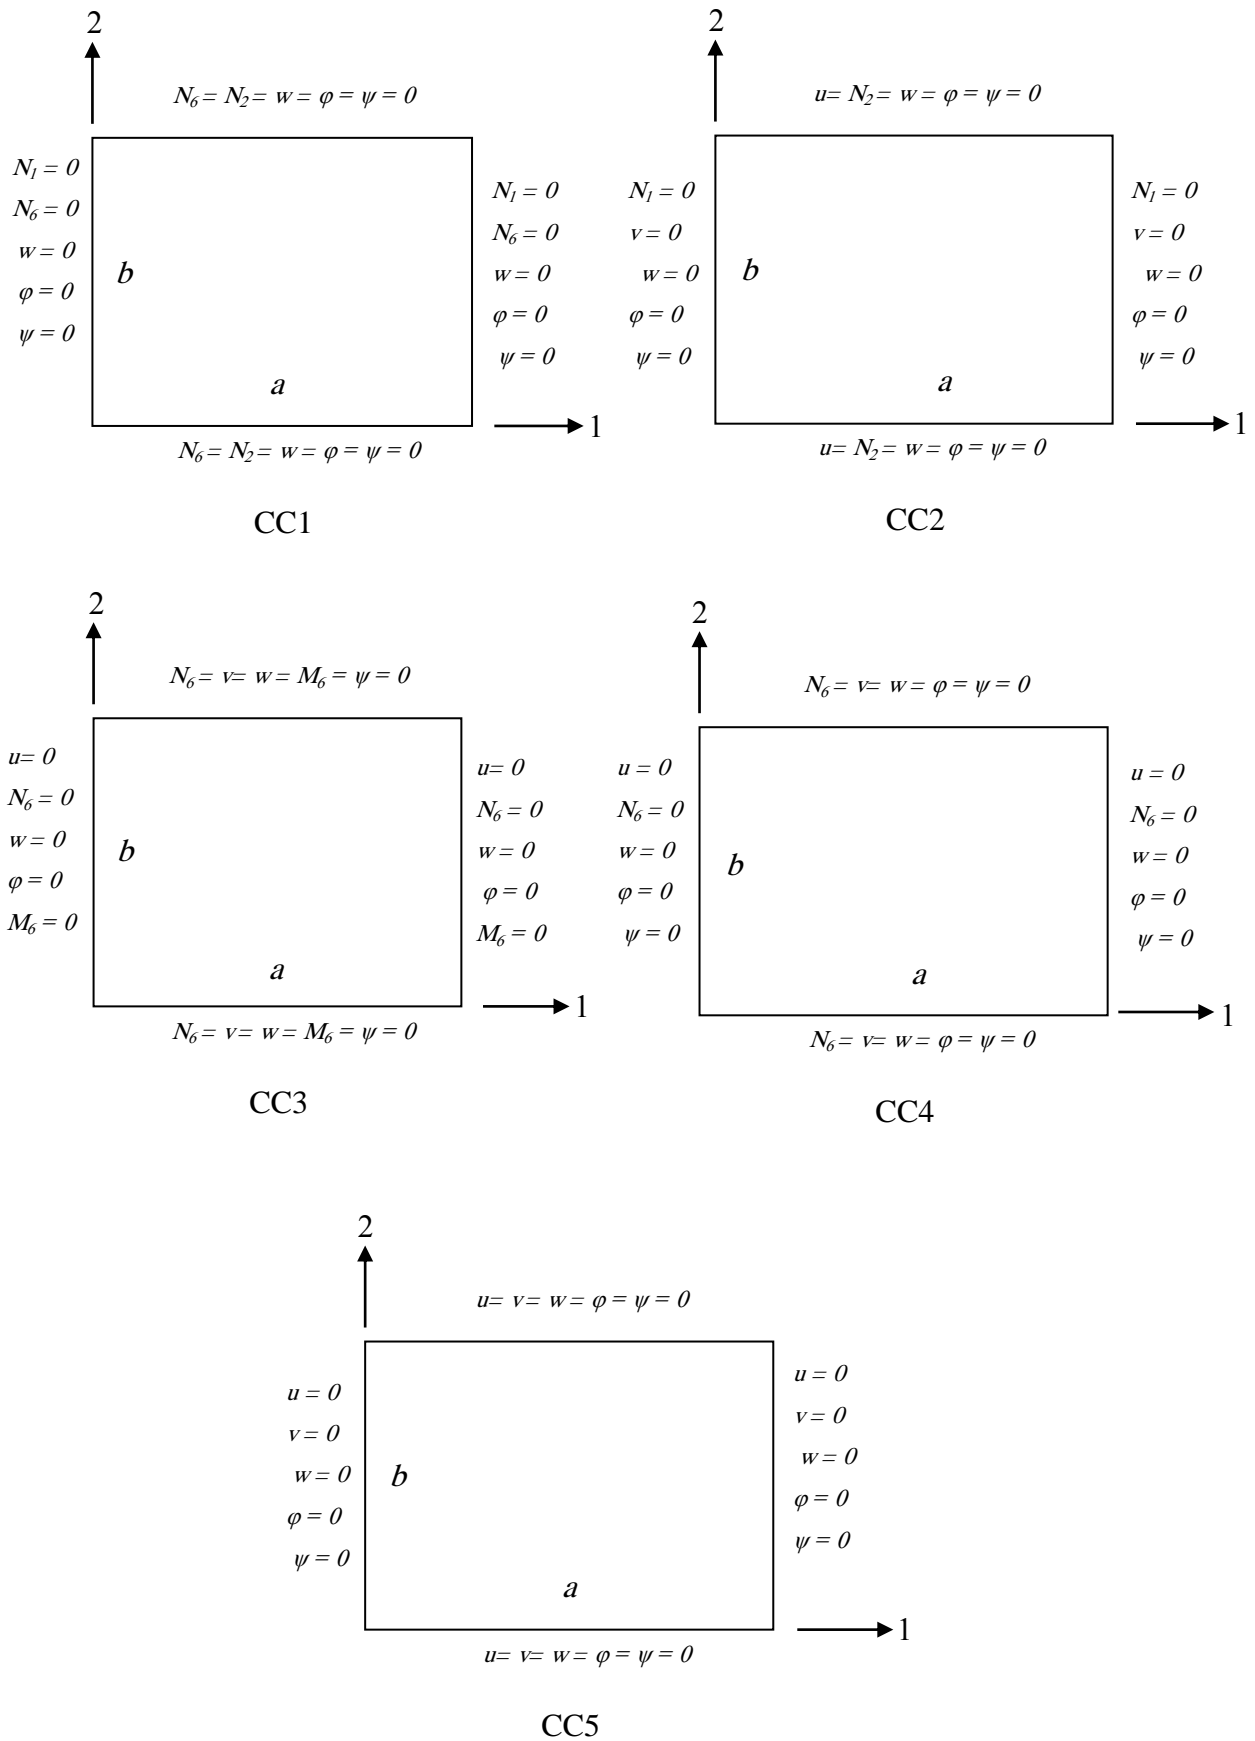 2
N₆ = N₂ = w = φ = ψ = 0
N₁ = 0
N₆ = 0
w = 0
φ = 0
ψ = 0
b
a
N₁ = 0
N₆ = 0
w = 0
φ = 0
ψ = 0
1
N₆ = N₂ = w = φ = ψ = 0
CC1
2
u= N₂ = w = φ = ψ = 0
N₁ = 0
v = 0
w = 0
φ = 0
ψ = 0
b
a
N₁ = 0
v = 0
w = 0
φ = 0
ψ = 0
1
u= N₂ = w = φ = ψ = 0
CC2
2
N₆ = v= w = M₆ = ψ = 0
u= 0
N₆ = 0
w = 0
φ = 0
M₆ = 0
b
a
u= 0
N₆ = 0
w = 0
φ = 0
M₆ = 0
1
N₆ = v= w = M₆ = ψ = 0
CC3
2
N₆ = v= w = φ = ψ = 0
u = 0
N₆ = 0
w = 0
φ = 0
ψ = 0
b
a
u = 0
N₆ = 0
w = 0
φ = 0
ψ = 0
1
N₆ = v= w = φ = ψ = 0
CC4
2
u= v= w = φ = ψ = 0
u = 0
v = 0
w = 0
φ = 0
ψ = 0
b
a
u = 0
v = 0
w = 0
φ = 0
ψ = 0
1
u= v= w = φ = ψ = 0
CC5